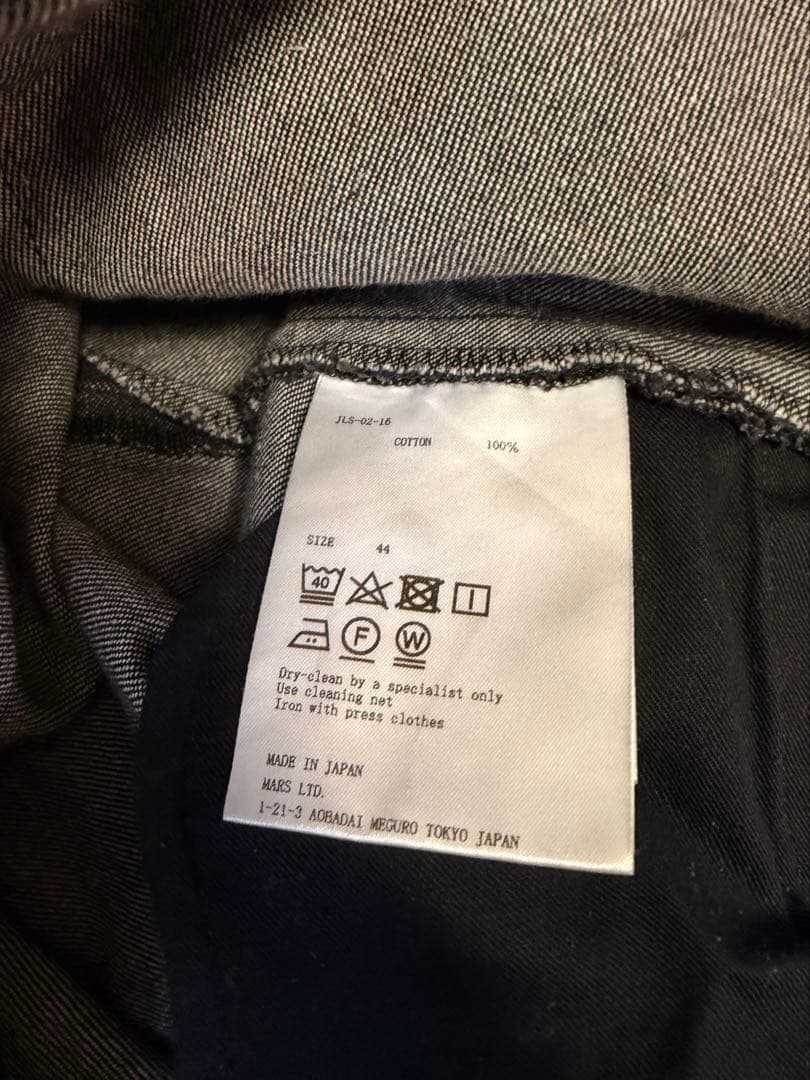 JLS-02-16
COTTON 100%
SIZE 44
40
F W
Dry-clean by a specialist only
Use cleaning net
Iron with press clothes
MADE IN JAPAN
MARS LTD.
1-21-3 AOBADAI MEGURO TOKYO JAPAN